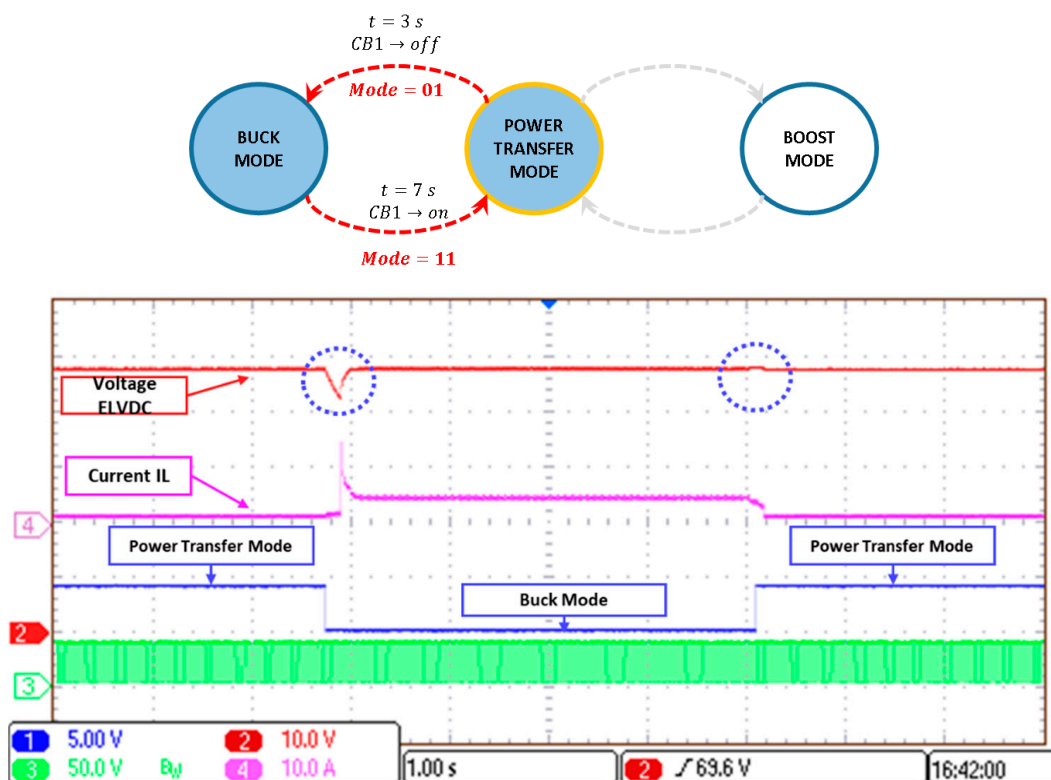 t = 3 s
CB1 → off
Mode = 01
BUCK
MODE
POWER
TRANSFER
MODE
BOOST
MODE
t = 7 s
CB1 → on
Mode = 11
Voltage
ELVDC
Current IL
4
Power Transfer Mode
Power Transfer Mode
Buck Mode
2
3
1 5.00 V 2 10.0 V
3 50.0 V BW 4 10.0 A
1.00 s
2 ∕ 69.6 V
16:42:00